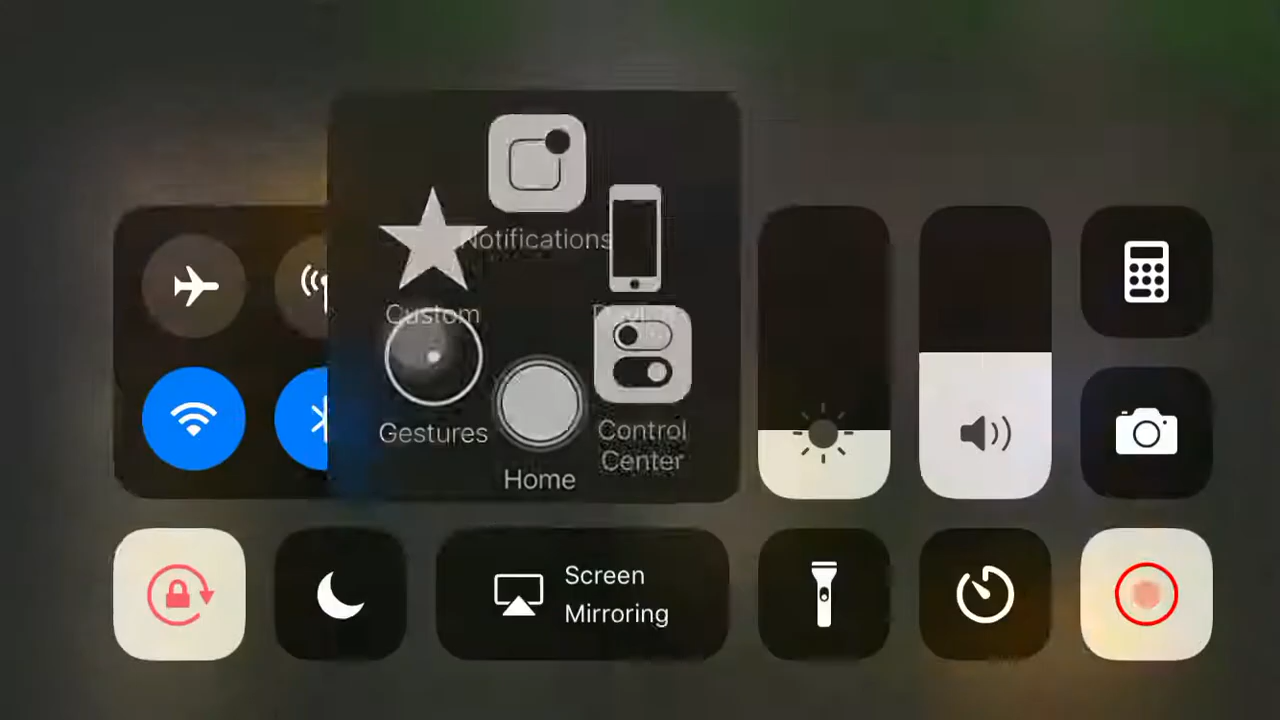 Notifications
Custom
Gestures
Control
Center
Home
Screen
Mirroring